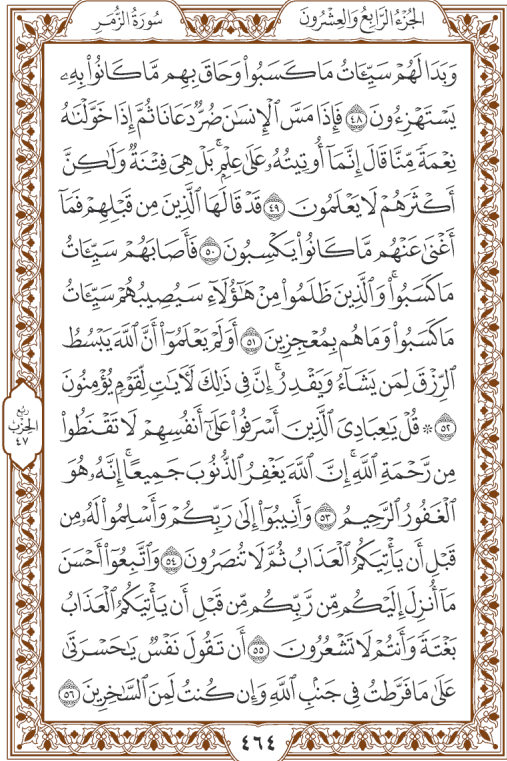 الجُزْءُ الرَّابِعُ وَالعِشْرُونَ
سُورَةُ الزُّمَرِ
وَبَدَا لَهُمْ سَيِّـَٔاتُ مَا كَسَبُوا۟ وَحَاقَ بِهِم مَّا كَانُوا۟ بِهِۦ
يَسْتَهْزِءُونَ ٤٨ فَإِذَا مَسَّ ٱلْإِنسَـٰنَ ضُرٌّ دَعَانَا ثُمَّ إِذَا خَوَّلْنَـٰهُ
نِعْمَةً مِّنَّا قَالَ إِنَّمَآ أُوتِيتُهُۥ عَلَىٰ عِلْمٍۭ ۚ بَلْ هِىَ فِتْنَةٌ وَلَـٰكِنَّ
أَكْثَرَهُمْ لَا يَعْلَمُونَ ٤٩ قَدْ قَالَهَا ٱلَّذِينَ مِن قَبْلِهِمْ فَمَآ
أَغْنَىٰ عَنْهُم مَّا كَانُوا۟ يَكْسِبُونَ ٥٠ فَأَصَابَهُمْ سَيِّـَٔاتُ
مَا كَسَبُوا۟ ۚ وَٱلَّذِينَ ظَلَمُوا۟ مِنْ هَـٰٓؤُلَآءِ سَيُصِيبُهُمْ سَيِّـَٔاتُ
مَا كَسَبُوا۟ وَمَا هُم بِمُعْجِزِينَ ٥١ أَوَلَمْ يَعْلَمُوٓا۟ أَنَّ ٱللَّهَ يَبْسُطُ
ٱلرِّزْقَ لِمَن يَشَآءُ وَيَقْدِرُ ۚ إِنَّ فِى ذَٰلِكَ لَـَٔايَـٰتٍ لِّقَوْمٍ يُؤْمِنُونَ
٥٢ ۞ قُلْ يَـٰعِبَادِىَ ٱلَّذِينَ أَسْرَفُوا۟ عَلَىٰٓ أَنفُسِهِمْ لَا تَقْنَطُوا۟
مِن رَّحْمَةِ ٱللَّهِ ۚ إِنَّ ٱللَّهَ يَغْفِرُ ٱلذُّنُوبَ جَمِيعًا ۚ إِنَّهُۥ هُوَ
ٱلْغَفُورُ ٱلرَّحِيمُ ٥٣ وَأَنِيبُوٓا۟ إِلَىٰ رَبِّكُمْ وَأَسْلِمُوا۟ لَهُۥ مِن
قَبْلِ أَن يَأْتِيَكُمُ ٱلْعَذَابُ ثُمَّ لَا تُنصَرُونَ ٥٤ وَٱتَّبِعُوٓا۟ أَحْسَنَ
مَآ أُنزِلَ إِلَيْكُم مِّن رَّبِّكُم مِّن قَبْلِ أَن يَأْتِيَكُمُ ٱلْعَذَابُ
بَغْتَةً وَأَنتُمْ لَا تَشْعُرُونَ ٥٥ أَن تَقُولَ نَفْسٌ يَـٰحَسْرَتَىٰ
عَلَىٰ مَا فَرَّطتُ فِى جَنۢبِ ٱللَّهِ وَإِن كُنتُ لَمِنَ ٱلسَّـٰخِرِينَ ٥٦
ربع
الحزب
٤٧
٤٦٤